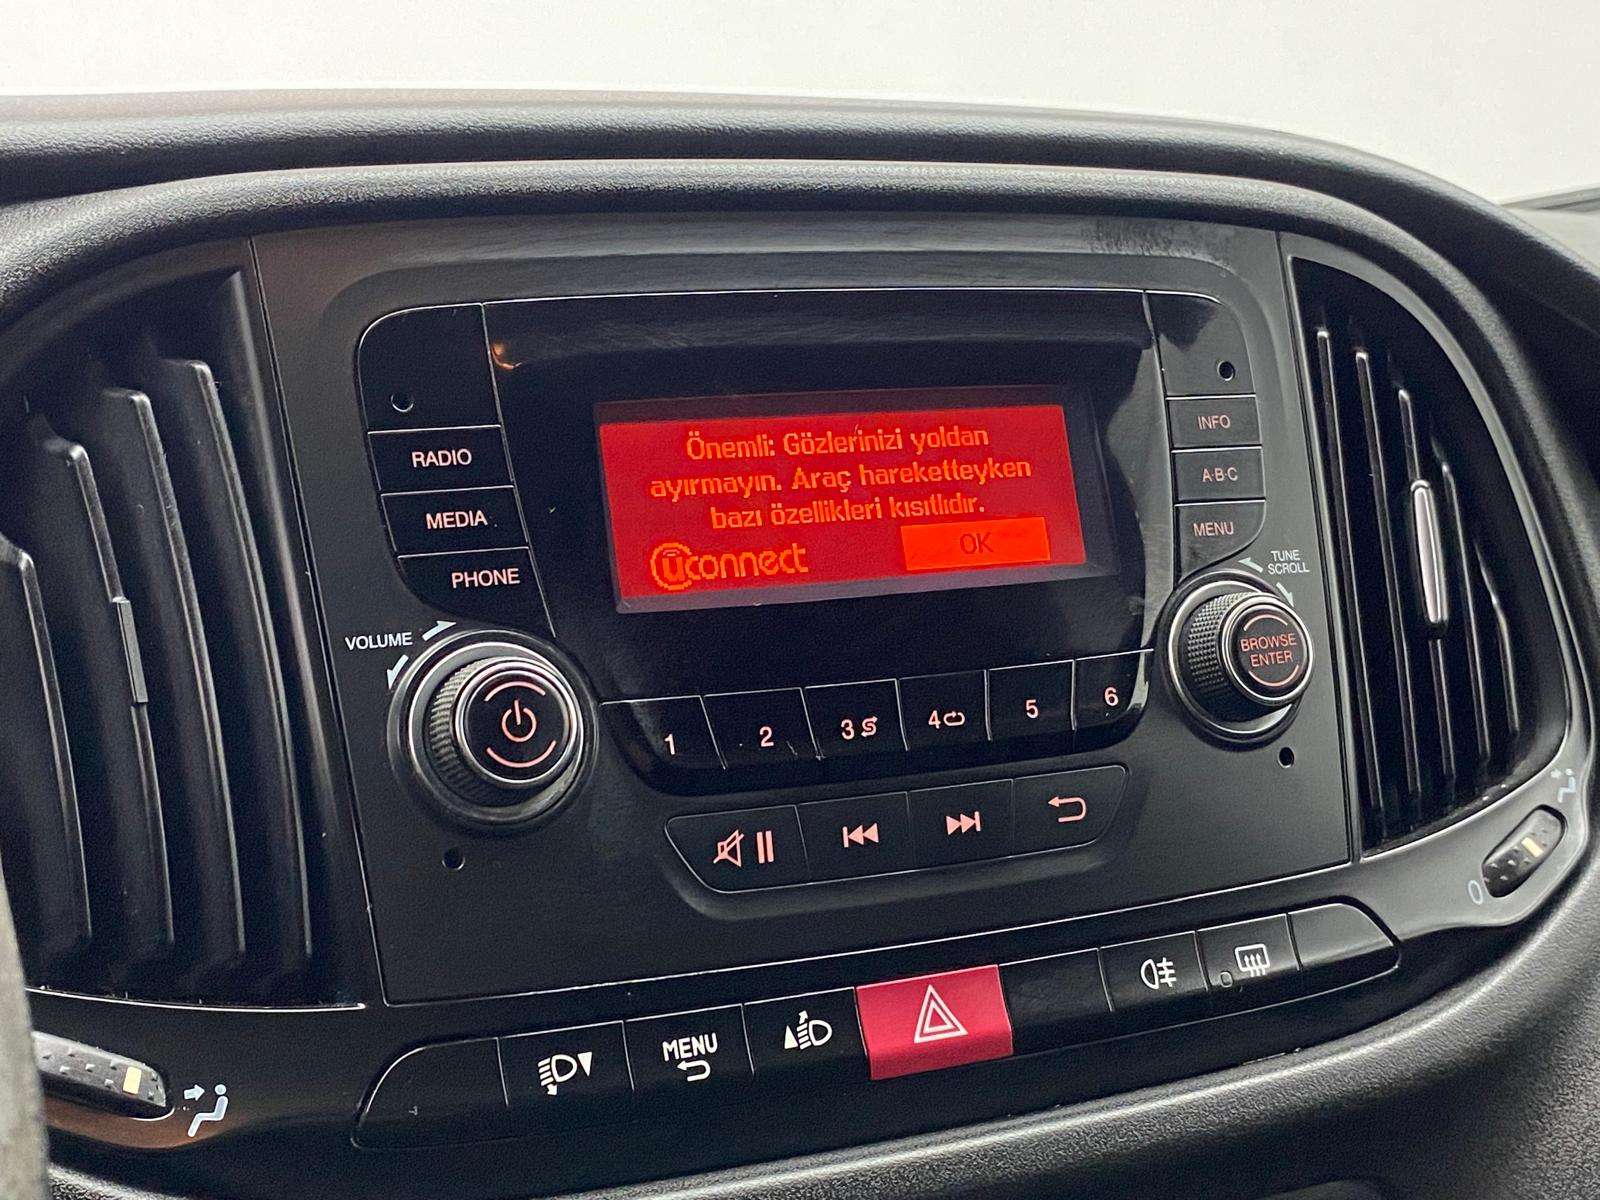 Önemli: Gözlerinizi yoldan
ayırmayın. Araç hareketteyken
bazı özellikleri kısıtlıdır.
uconnect
OK
RADIO
MEDIA
PHONE
VOLUME
INFO
A·B·C
MENU
TUNE
SCROLL
BROWSE
ENTER
1
2
3
4
5
6
MENU
0